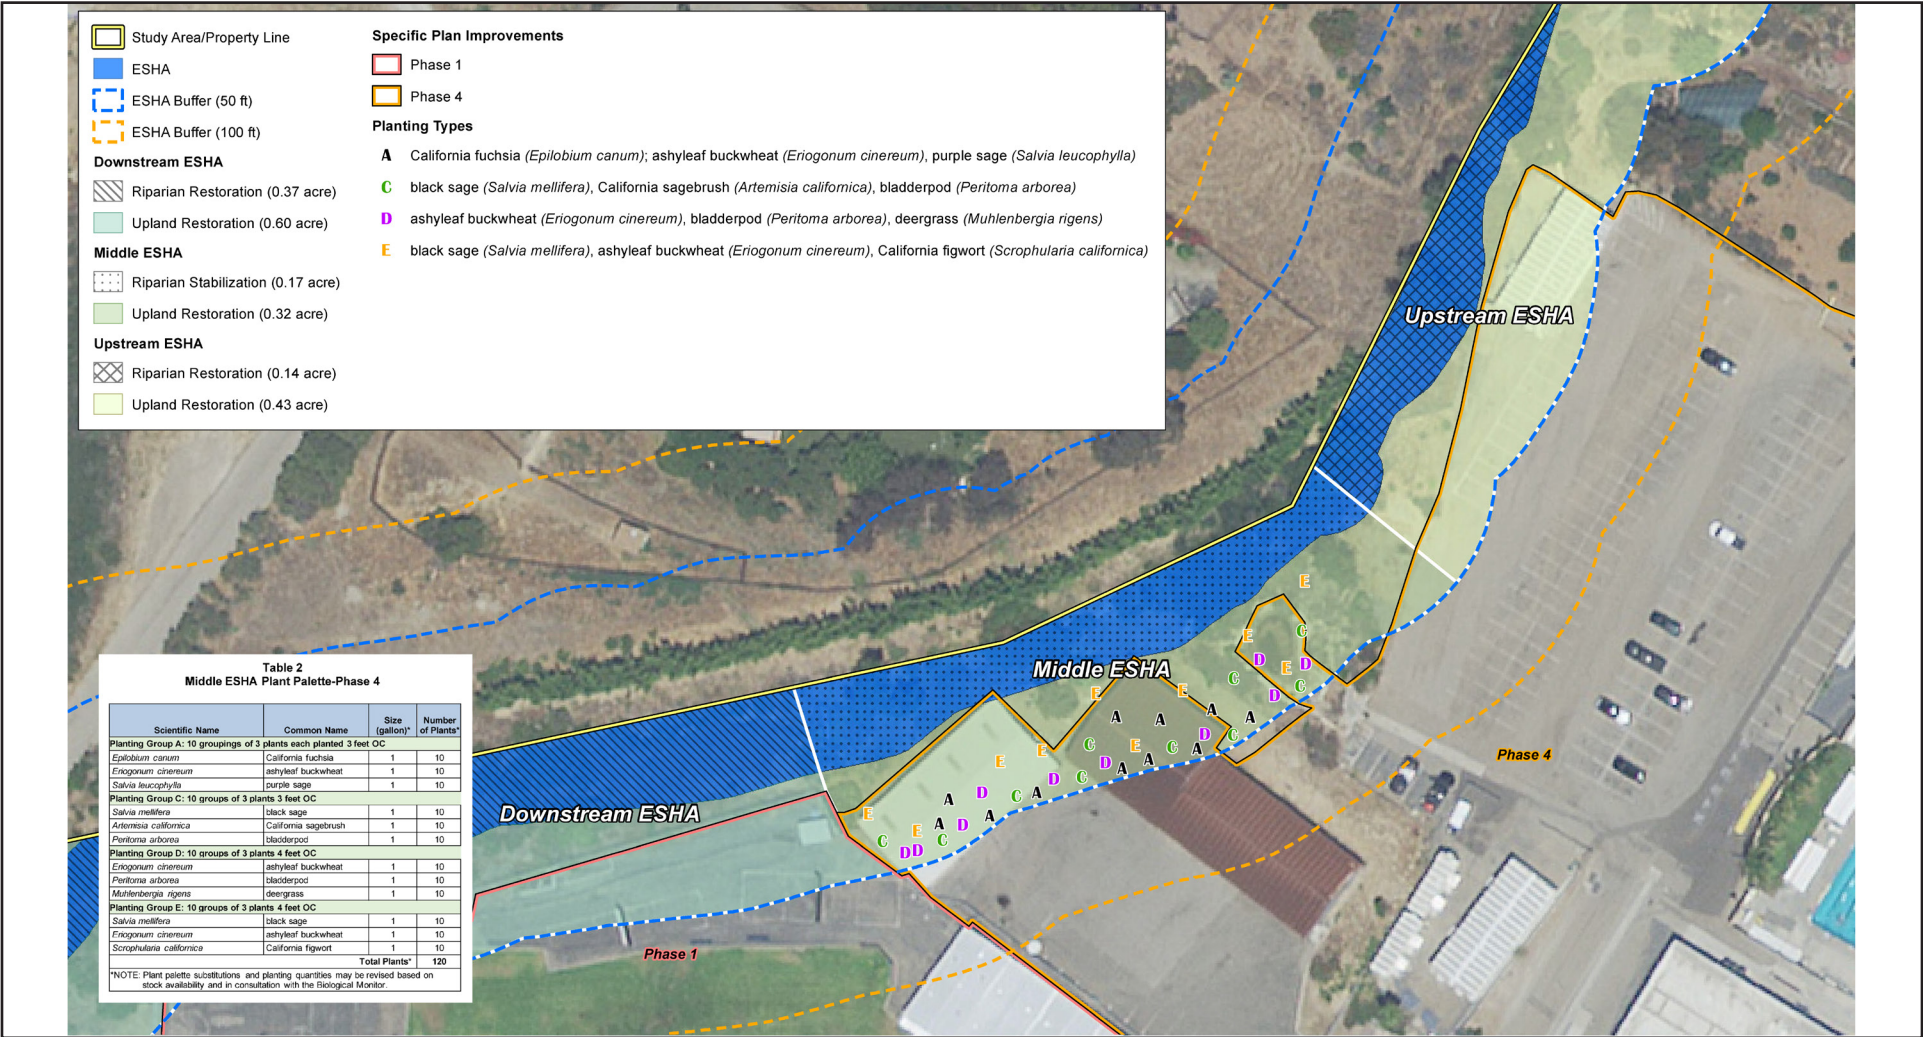 Study Area/Property Line
ESHA
ESHA Buffer (50 ft)
ESHA Buffer (100 ft)
Downstream ESHA
Riparian Restoration (0.37 acre)
Upland Restoration (0.60 acre)
Middle ESHA
Riparian Stabilization (0.17 acre)
Upland Restoration (0.32 acre)
Upstream ESHA
Riparian Restoration (0.14 acre)
Upland Restoration (0.43 acre)
Specific Plan Improvements
Phase 1
Phase 4
Planting Types
A California fuchsia (Epilobium canum); ashyleaf buckwheat (Eriogonum cinereum), purple sage (Salvia leucophylla)
C black sage (Salvia mellifera), California sagebrush (Artemisia californica), bladderpod (Peritoma arborea)
D ashyleaf buckwheat (Eriogonum cinereum), bladderpod (Peritoma arborea), deergrass (Muhlenbergia rigens)
E black sage (Salvia mellifera), ashyleaf buckwheat (Eriogonum cinereum), California figwort (Scrophularia californica)
Upstream ESHA
E
E C
D E D
C C
D
Middle ESHA
E E
A A A A
C E C D C
E A
E D A A
D C
A D C A
E A D A
E C
C D D
Downstream ESHA
Phase 4
Phase 1
Table 2
Middle ESHA Plant Palette-Phase 4
Scientific Name Common Name Size (gallon)* Number of Plants*
Planting Group A: 10 groupings of 3 plants each planted 3 feet OC
Epilobium canum California fuchsia 1 10
Eriogonum cinereum ashyleaf buckwheat 1 10
Salvia leucophylla purple sage 1 10
Planting Group C: 10 groups of 3 plants 3 feet OC
Salvia mellifera black sage 1 10
Artemisia californica California sagebrush 1 10
Peritoma arborea bladderpod 1 10
Planting Group D: 10 groups of 3 plants 4 feet OC
Eriogonum cinereum ashyleaf buckwheat 1 10
Peritoma arborea bladderpod 1 10
Muhlenbergia rigens deergrass 1 10
Planting Group E: 10 groups of 3 plants 4 feet OC
Salvia mellifera black sage 1 10
Eriogonum cinereum ashyleaf buckwheat 1 10
Scrophularia californica California figwort 1 10
Total Plants* 120
*NOTE: Plant palette substitutions and planting quantities may be revised based on
stock availability and in consultation with the Biological Monitor.